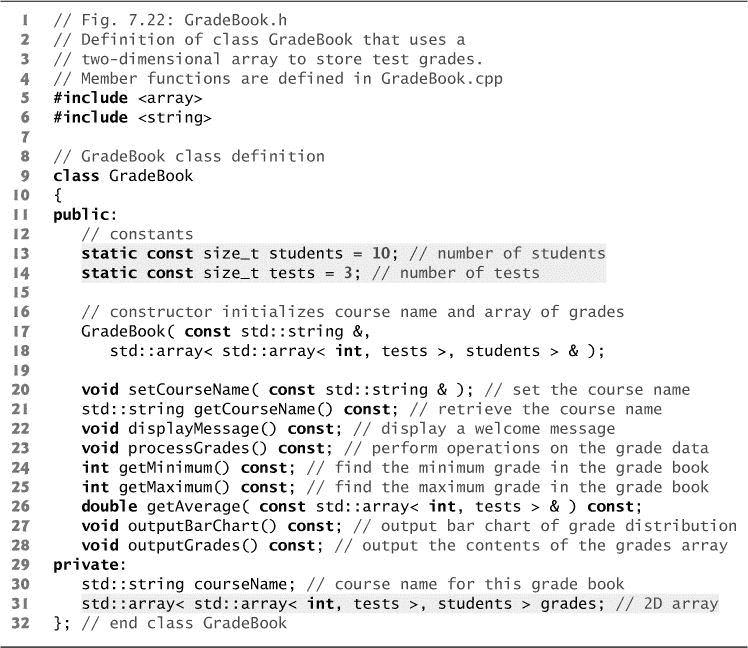 1 // Fig. 7.22: GradeBook.h
2 // Definition of class GradeBook that uses a
3 // two-dimensional array to store test grades.
4 // Member functions are defined in GradeBook.cpp
5 #include <array>
6 #include <string>
7
8 // GradeBook class definition
9 class GradeBook
10 {
11 public:
12 // constants
13 static const size_t students = 10; // number of students
14 static const size_t tests = 3; // number of tests
15
16 // constructor initializes course name and array of grades
17 GradeBook( const std::string &,
18 std::array< std::array< int, tests >, students > & );
19
20 void setCourseName( const std::string & ); // set the course name
21 std::string getCourseName() const; // retrieve the course name
22 void displayMessage() const; // display a welcome message
23 void processGrades() const; // perform operations on the grade data
24 int getMinimum() const; // find the minimum grade in the grade book
25 int getMaximum() const; // find the maximum grade in the grade book
26 double getAverage( const std::array< int, tests > & ) const;
27 void outputBarChart() const; // output bar chart of grade distribution
28 void outputGrades() const; // output the contents of the grades array
29 private:
30 std::string courseName; // course name for this grade book
31 std::array< std::array< int, tests >, students > grades; // 2D array
32 }; // end class GradeBook